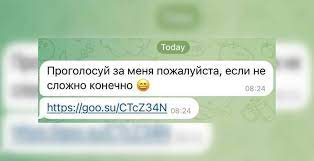 Today
Проголосуй за меня пожалуйста, если не
сложно конечно 😄
08:24
https://goo.su/CTcZ34N 08:24